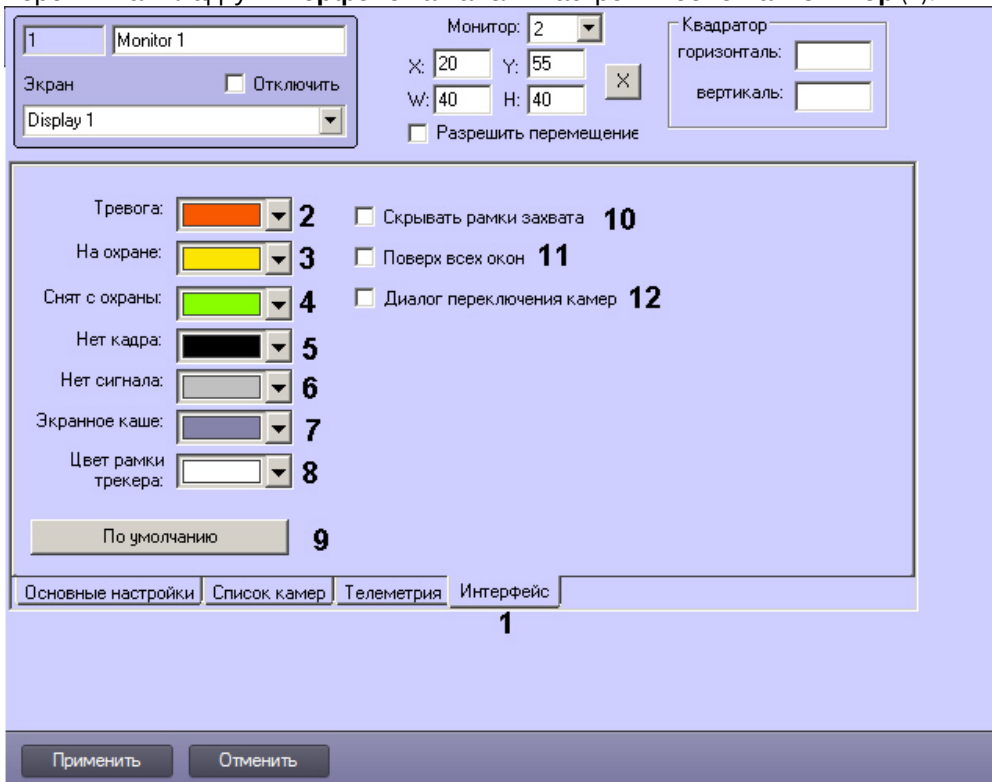 1 Monitor 1
Экран Отключить
Display 1
Монитор: 2
X: 20 Y: 55
X
W: 40 H: 40
Разрешить перемещение
Квадратор
горизонталь:
вертикаль:
Тревога: 2
На охране: 3
Снят с охраны: 4
Нет кадра: 5
Нет сигнала: 6
Экранное каше: 7
Цвет рамки
трекера: 8
По умолчанию 9
Скрывать рамки захвата 10
Поверх всех окон 11
Диалог переключения камер 12
Основные настройки Список камер Телеметрия Интерфейс
1
Применить Отменить